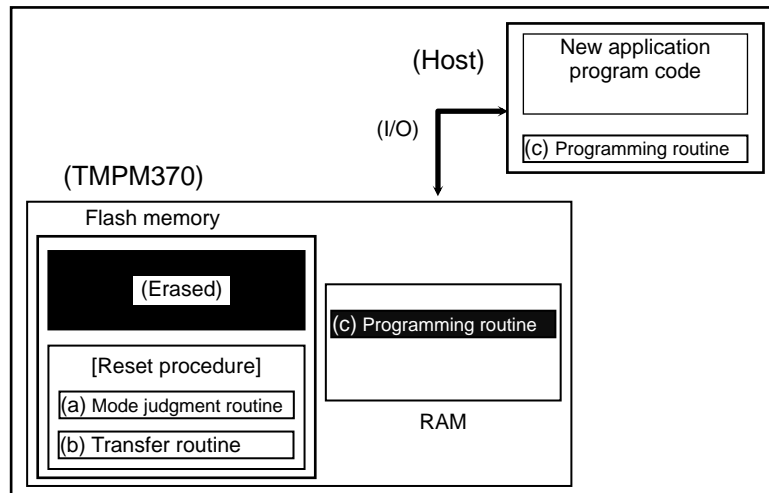 New application
program code
(Host)
(I/O)
(c) Programming routine
(TMPM370)
Flash memory
(Erased)
(c) Programming routine
[Reset procedure]
(a) Mode judgment routine
(b) Transfer routine
RAM